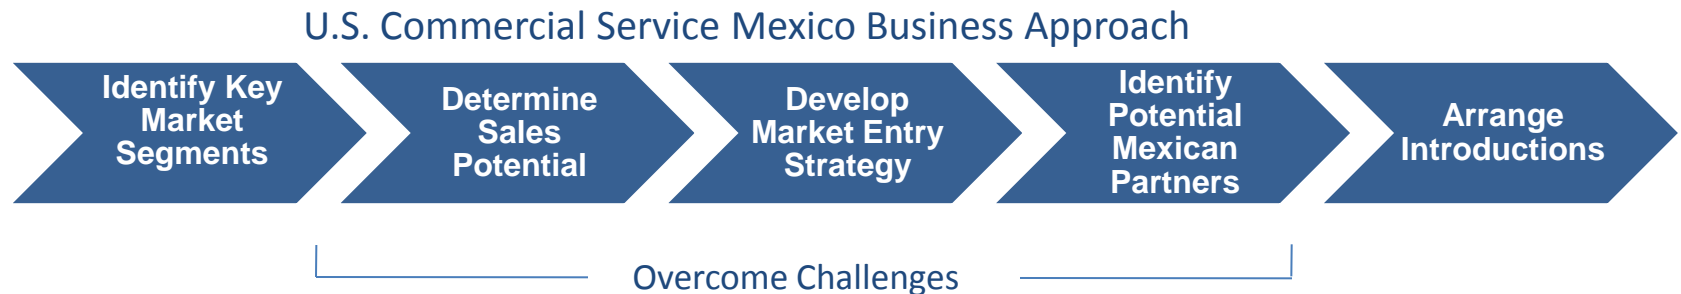 U.S. Commercial Service Mexico Business Approach
Identify Key
Market
Segments
Determine
Sales
Potential
Develop
Market Entry
Strategy
Identify
Potential
Mexican
Partners
Arrange
Introductions
Overcome Challenges